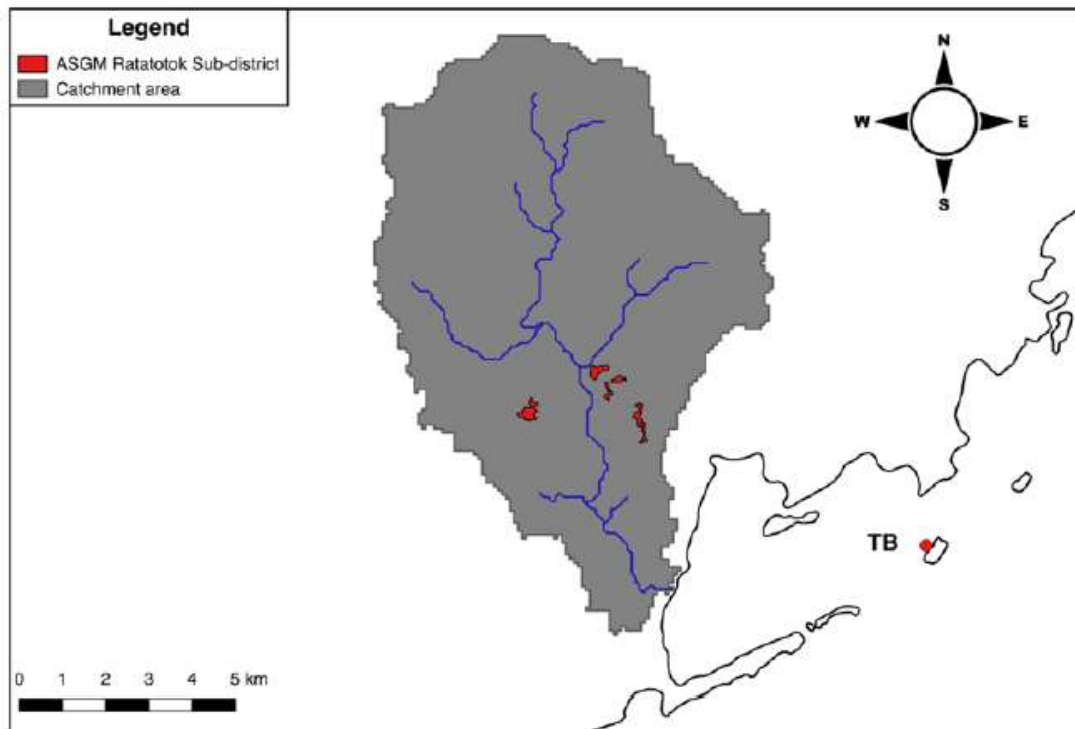 Legend
ASGM Ratatotok Sub-district
Catchment area
N
W E
S
TB
0 1 2 3 4 5 km